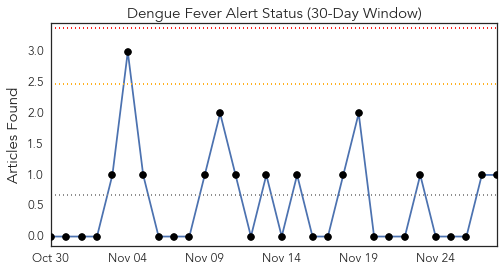 Dengue Fever Alert Status (30-Day Window)
Articles Found
3.0
2.5
2.0
1.5
1.0
0.5
0.0
Oct 30 Nov 04 Nov 09 Nov 14 Nov 19 Nov 24